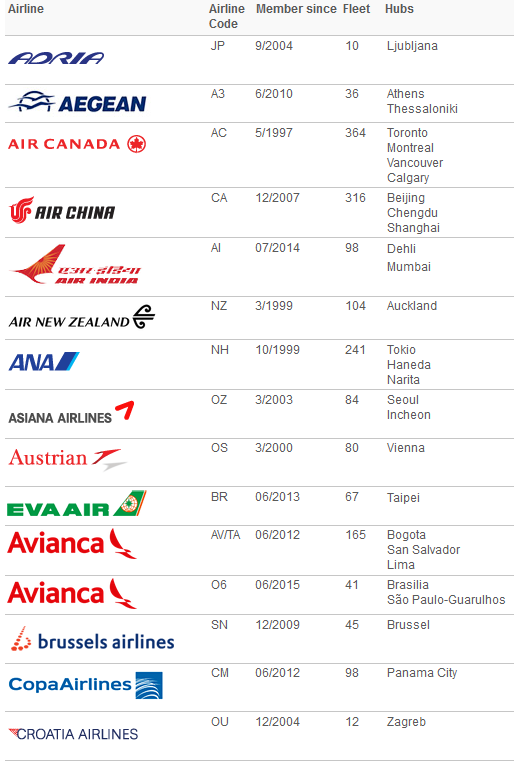 Airline Airline Code Member since Fleet Hubs
ADRIA JP 9/2004 10 Ljubljana
AEGEAN A3 6/2010 36 Athens
Thessaloniki
AIR CANADA AC 5/1997 364 Toronto
Montreal
Vancouver
Calgary
AIR CHINA CA 12/2007 316 Beijing
Chengdu
Shanghai
एअर इंडिया AI 07/2014 98 Dehli
AIR INDIA Mumbai
AIR NEW ZEALAND NZ 3/1999 104 Auckland
ANA NH 10/1999 241 Tokio
Haneda
Narita
ASIANA AIRLINES OZ 3/2003 84 Seoul
Incheon
Austrian OS 3/2000 80 Vienna
EVA AIR BR 06/2013 67 Taipei
Avianca AV/TA 06/2012 165 Bogota
San Salvador
Lima
Avianca O6 06/2015 41 Brasilia
São Paulo-Guarulhos
brussels airlines SN 12/2009 45 Brussel
CopaAirlines CM 06/2012 98 Panama City
CROATIA AIRLINES OU 12/2004 12 Zagreb